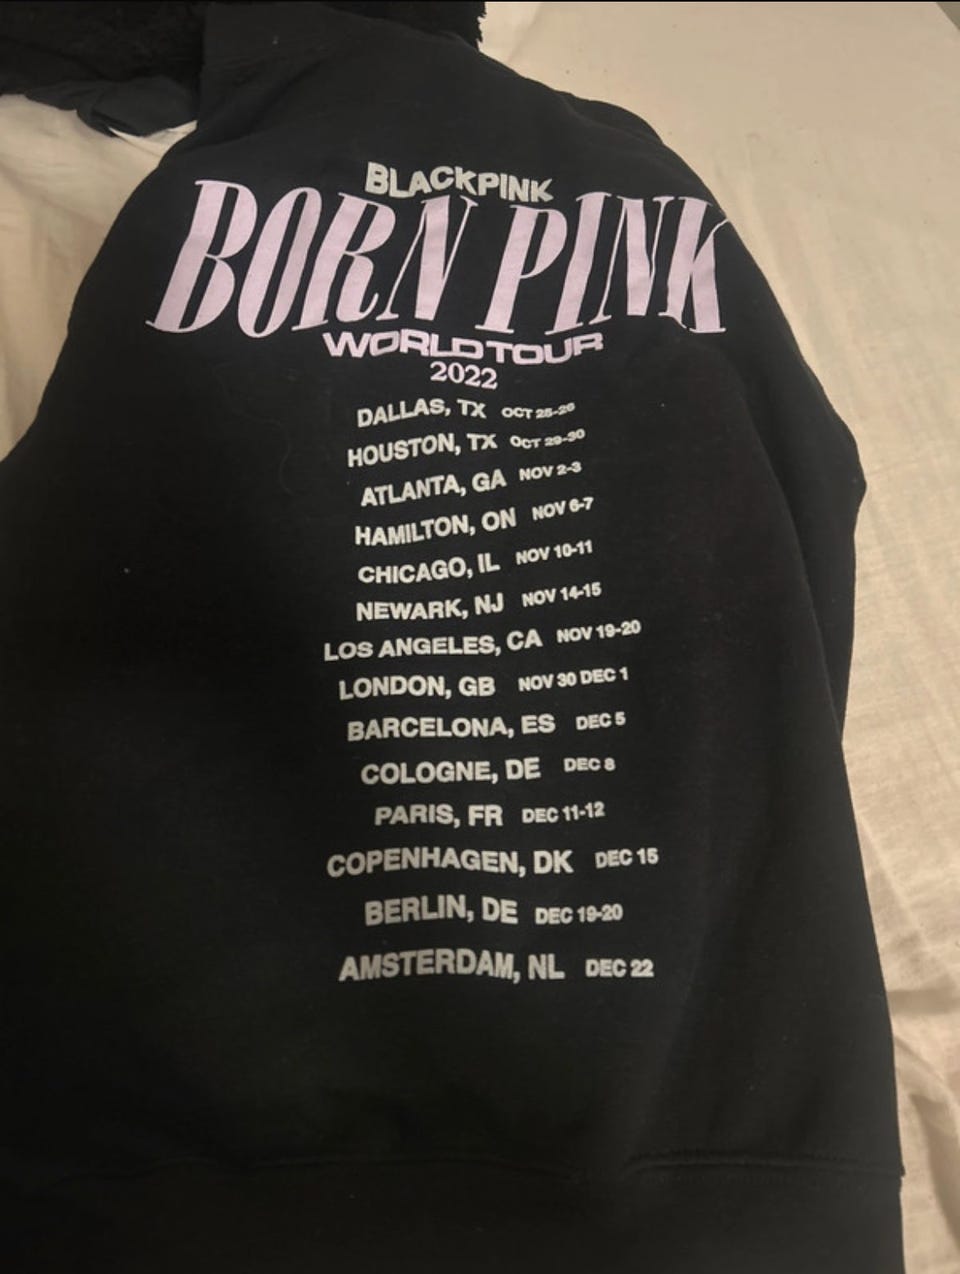 BLACKPINK
BORN PINK
WORLD TOUR
2022
DALLAS, TX OCT 25-26
HOUSTON, TX OCT 29-30
ATLANTA, GA NOV 2-3
HAMILTON, ON NOV 6-7
CHICAGO, IL NOV 10-11
NEWARK, NJ NOV 14-15
LOS ANGELES, CA NOV 19-20
LONDON, GB NOV 30 DEC 1
BARCELONA, ES DEC 5
COLOGNE, DE DEC 8
PARIS, FR DEC 11-12
COPENHAGEN, DK DEC 15
BERLIN, DE DEC 19-20
AMSTERDAM, NL DEC 22